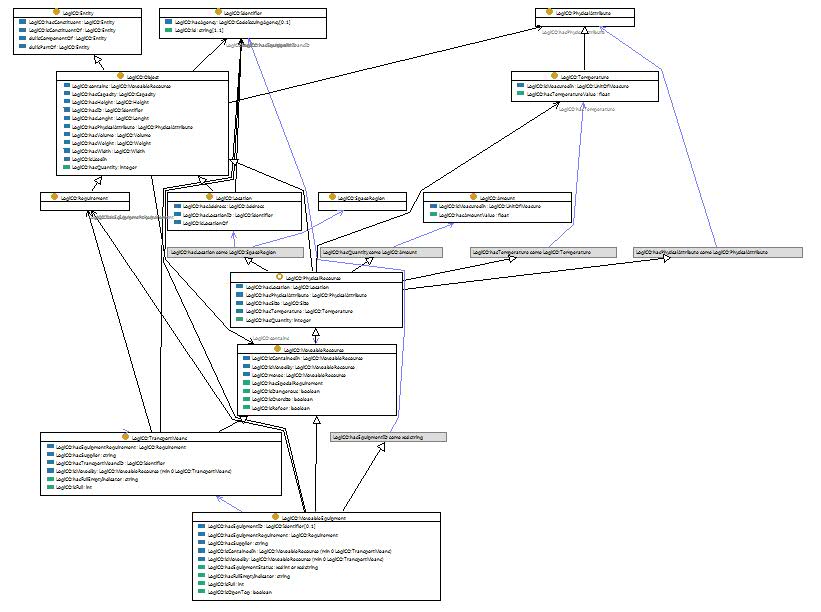 LogiCO:Entity
LogiCO:hasConstituent : LogiCO:Entity
LogiCO:isConstituentOf : LogiCO:Entity
dul:isComponentOf : LogiCO:Entity
dul:isPartOf : LogiCO:Entity
LogiCO:Identifier
LogiCO:id : string[1..1]
LogiCO:PhysicalAttribute
LogiCO:Object
LogiCO:contains : LogiCO:MoveableResource
LogiCO:hasCapacity : LogiCO:Capacity
LogiCO:hasHeight : LogiCO:Height
LogiCO:hasID : LogiCO:Identifier
LogiCO:hasLenght : LogiCO:Lenght
LogiCO:hasPhysicalAttribute : LogiCO:PhysicalAttribute
LogiCO:hasVolume : LogiCO:Volume
LogiCO:hasWeight : LogiCO:Weight
LogiCO:hasWidth : LogiCO:Width
LogiCO:isUsedIn
LogiCO:hasQuantity : integer
LogiCO:Temperature
LogiCO:isMeasuredIn : LogiCO:UnitOfMeasure
LogiCO:hasTemperatureValue : float
LogiCO:hasTemperature
LogiCO:Requirement
LogiCO:Location
LogiCO:hasAddress : LogiCO:Address
LogiCO:hasLocationID : LogiCO:Identifier
LogiCO:isLocationOf
LogiCO:SpaceRegion
LogiCO:Amount
LogiCO:isMeasuredIn : LogiCO:UnitOfMeasure
LogiCO:hasAmountValue : float
LogiCO:hasLocation some LogiCO:SpaceRegion
LogiCO:hasQuantity some LogiCO:Amount
LogiCO:hasTemperature some LogiCO:Temperature
LogiCO:hasPhysicalAttribute some LogiCO:PhysicalAttribute
LogiCO:PhysicalResource
LogiCO:hasLocation : LogiCO:Location
LogiCO:hasPhysicalAttribute : LogiCO:PhysicalAttribute
LogiCO:hasSize : LogiCO:Size
LogiCO:hasTemperature : LogiCO:Temperature
LogiCO:hasQuantity : integer
LogiCO:contains
LogiCO:MoveableResource
LogiCO:isContainedIn : LogiCO:MoveableResource
LogiCO:isMovedBy : LogiCO:MoveableResource
LogiCO:moves : LogiCO:MoveableResource
LogiCO:hasSpecialRequirement
LogiCO:isDangerous : boolean
LogiCO:isOversize : boolean
LogiCO:isReefer : boolean
LogiCO:TransportMeans
LogiCO:hasEquipmentRequirement : LogiCO:Requirement
LogiCO:hasSupplier : string
LogiCO:hasTransportMeansID : LogiCO:Identifier
LogiCO:isMovedBy : LogiCO:MoveableResource (min 0 LogiCO:TransportMeans)
LogiCO:hasFullEmptyIndicator : string
LogiCO:isFull : int
LogiCO:hasEquipmentID some xsd:string
LogiCO:MoveableEquipment
LogiCO:hasEquipmentID : LogiCO:Identifier[0..1]
LogiCO:hasEquipmentRequirement : LogiCO:Requirement
LogiCO:hasSupplier : string
LogiCO:isContainedIn : LogiCO:MoveableResource (min 0 LogiCO:TransportMeans)
LogiCO:isMovedBy : LogiCO:MoveableResource (min 0 LogiCO:TransportMeans)
LogiCO:hasEquipmentStatus : xsd:int or xsd:string
LogiCO:hasFullEmptyIndicator : string
LogiCO:isFull : int
LogiCO:isOpenTop : boolean